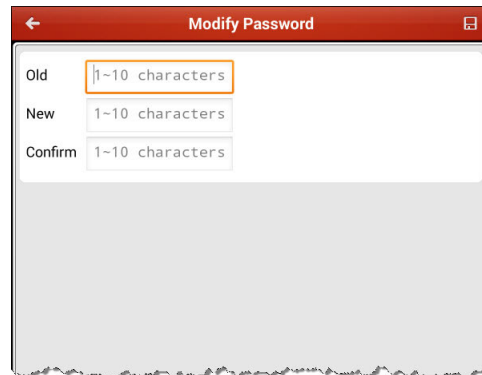 Modify Password
Old 1~10 characters
New 1~10 characters
Confirm 1~10 characters